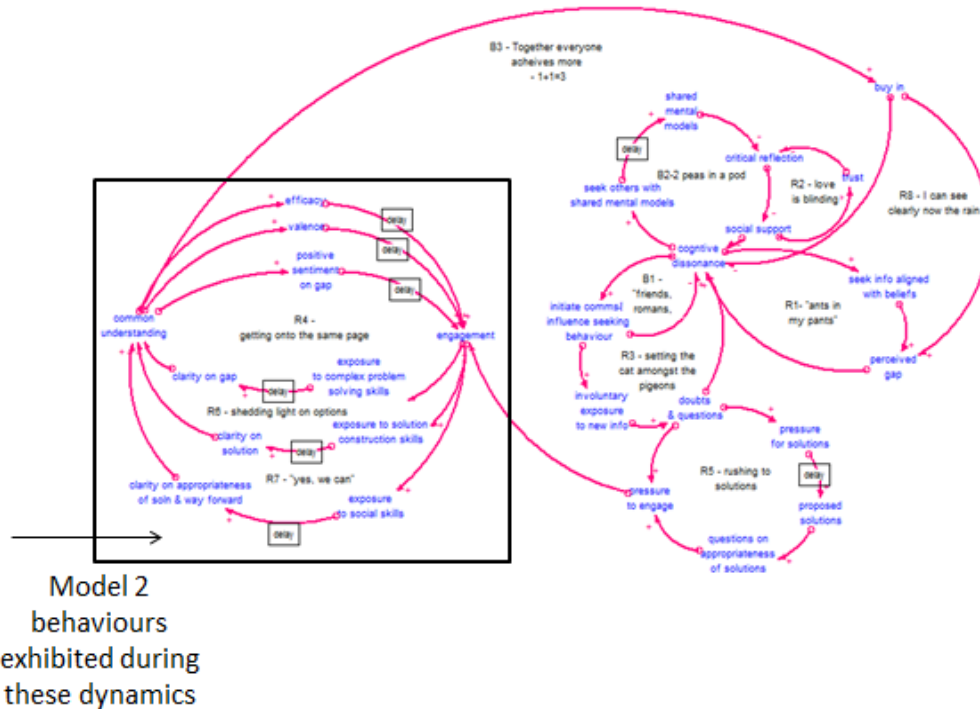 B3 - Together everyone
acheives more
- 1+1=3
buy in
shared
mental
models
delay
critical reflection
B2-2 peas in a pod
R2 - love
is blinding
trust
R8 - I can see
clearly now the rain
seek others with
shared mental models
social support
cogntive
dissonance
efficacy
delay
valence
delay
positive
sentiment
on gap
delay
seek info aligned
with beliefs
B1 -
"friends,
romans,
R1- "ants in
my pants"
initiate comms/
influence seeking
behaviour
common
understanding
R4 -
getting onto the same page
engagement
R3 - setting the
cat amongst the
pigeons
perceived
gap
clarity on gap
delay
exposure
to complex problem
solving skills
involuntary
exposure
to new info
doubts
& questions
R6 - shedding light on options
clarity on
solution
delay
exposure to solution
construction skills
pressure
for solutions
R7 - "yes, we can"
R5 - rushing to
solutions
delay
clarity on appropriateness
of soln & way forward
exposure
to social skills
delay
pressure
to engage
proposed
solutions
questions on
appropriateness
of solutions
Model 2
behaviours
exhibited during
these dynamics